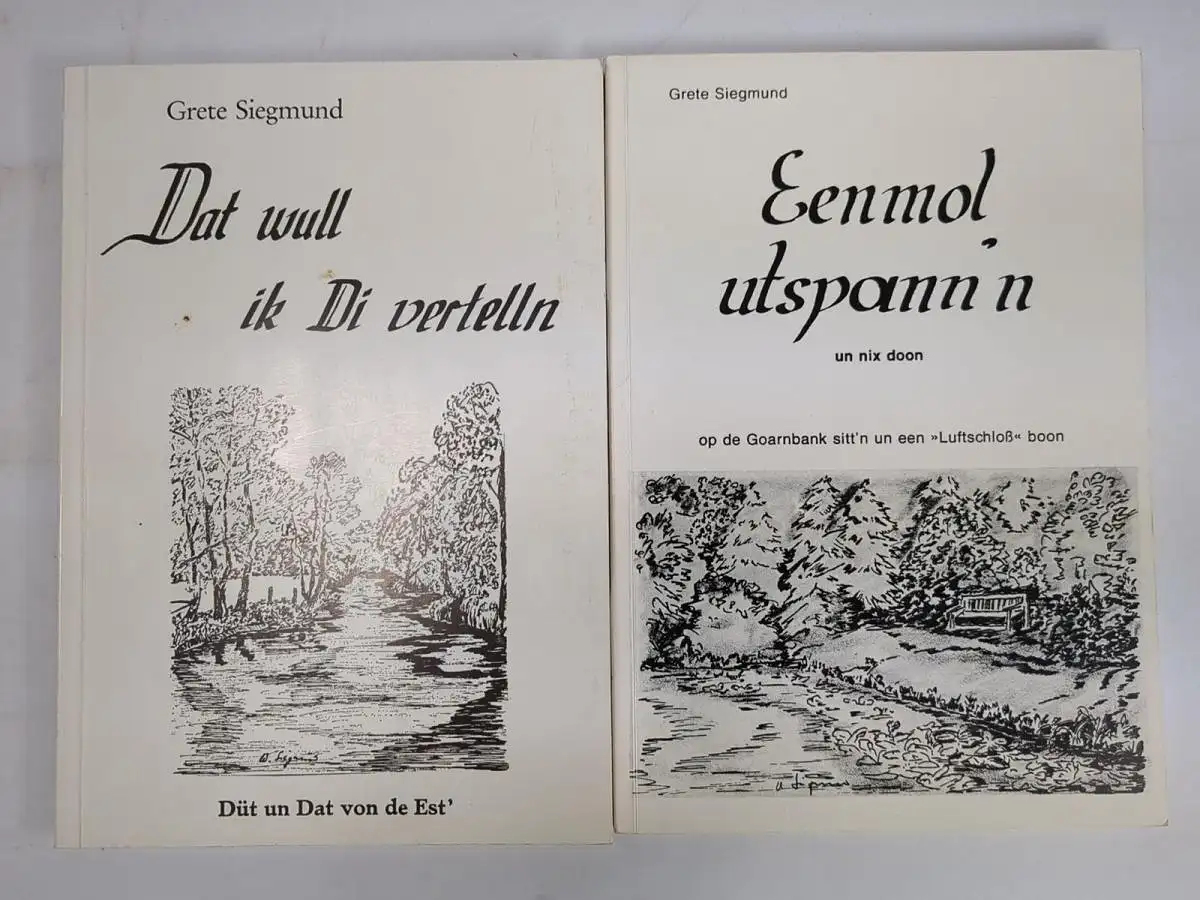 Grete Siegmund
Dat wull
ik Di vertelln
Düt un Dat von de Est'
Grete Siegmund
Eenmol
utspann'n
un nix doon
op de Goarnbank sitt'n un een »Luftschloß« boon